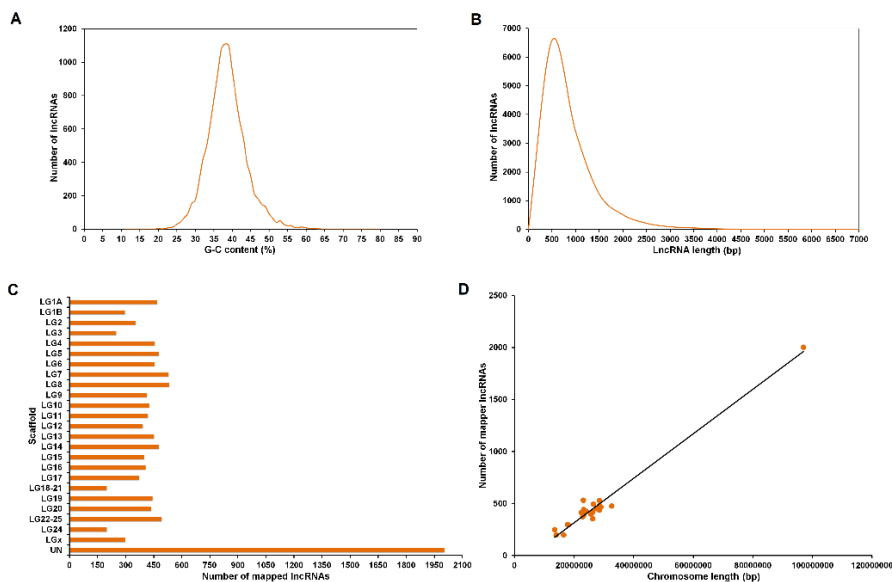 A
1200
1000
800
600
400
200
0
Number of lncRNAs
0 5 10 15 20 25 30 35 40 45 50 55 60 65 70 75 80 85 90
G-C content (%)
B
7000
6000
5000
4000
3000
2000
1000
0
Number of lncRNAs
0 500 1000 1500 2000 2500 3000 3500 4000 4500 5000 5500 6000 6500 7000
LncRNA length (bp)
C
Scaffold
LG1A
LG1B
LG2
LG3
LG4
LG5
LG6
LG7
LG8
LG9
LG10
LG11
LG12
LG13
LG14
LG15
LG16
LG17
LG18-21
LG19
LG20
LG22-25
LG24
LGx
UN
0 150 300 450 600 750 900 1050 1200 1350 1500 1650 1800 1950 2100
Number of mapped lncRNAs
D
2500
2000
1500
1000
500
0
Number of mapper lncRNAs
0 20000000 40000000 60000000 80000000 100000000 120000000
Chromosome length (bp)